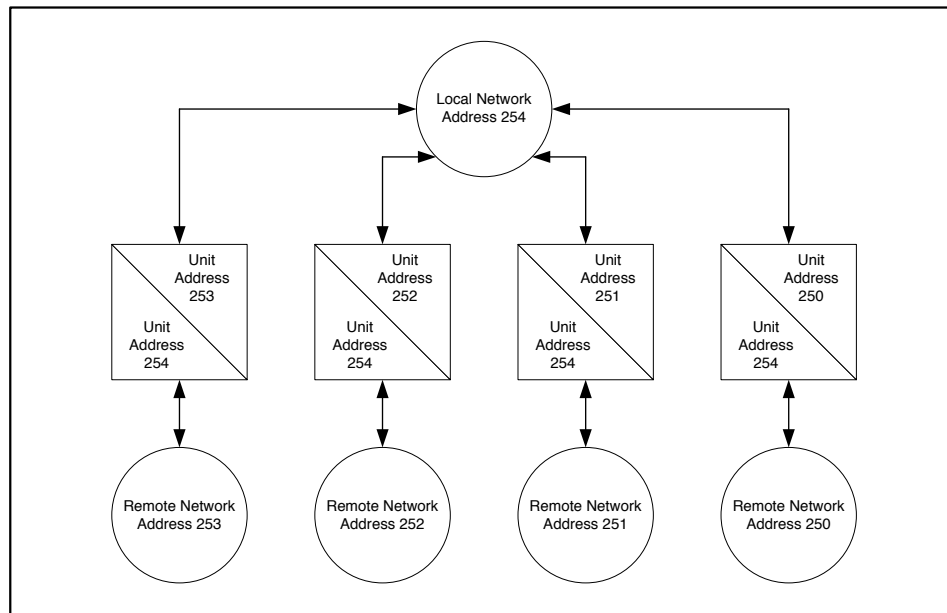 Local Network
Address 254
Unit
Address
253
Unit
Address
254
Unit
Address
252
Unit
Address
254
Unit
Address
251
Unit
Address
254
Unit
Address
250
Unit
Address
254
Remote Network
Address 253
Remote Network
Address 252
Remote Network
Address 251
Remote Network
Address 250